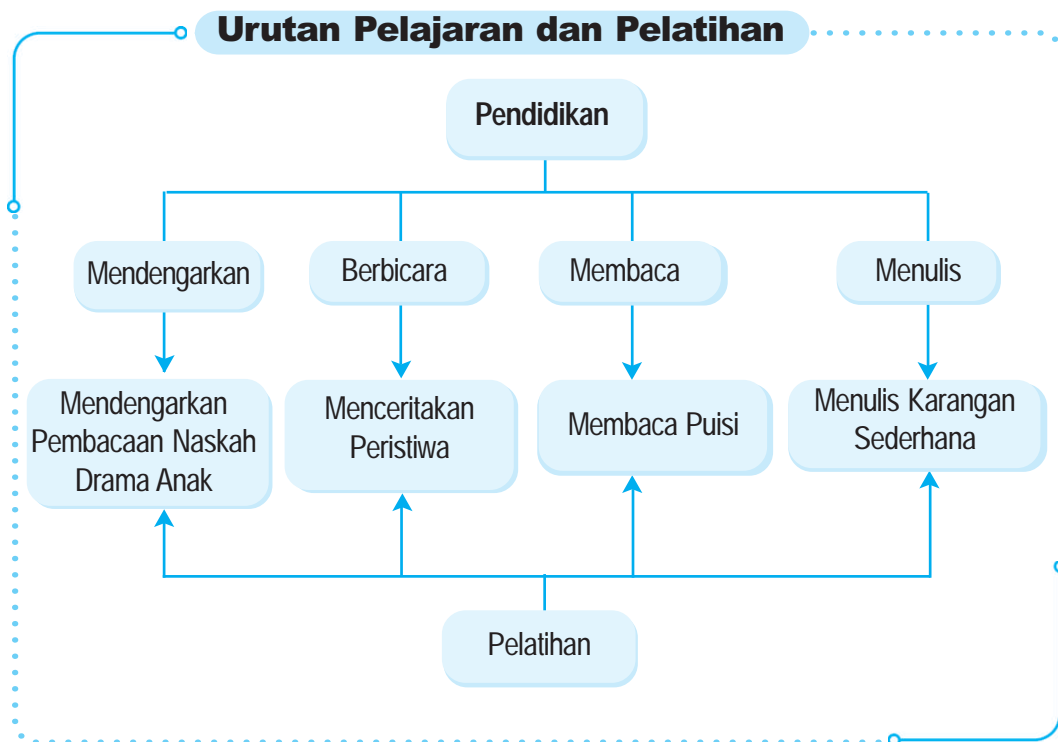 Urutan Pelajaran dan Pelatihan
Pendidikan
Mendengarkan
Berbicara
Membaca
Menulis
Mendengarkan
Pembacaan Naskah
Drama Anak
Menceritakan
Peristiwa
Membaca Puisi
Menulis Karangan
Sederhana
Pelatihan